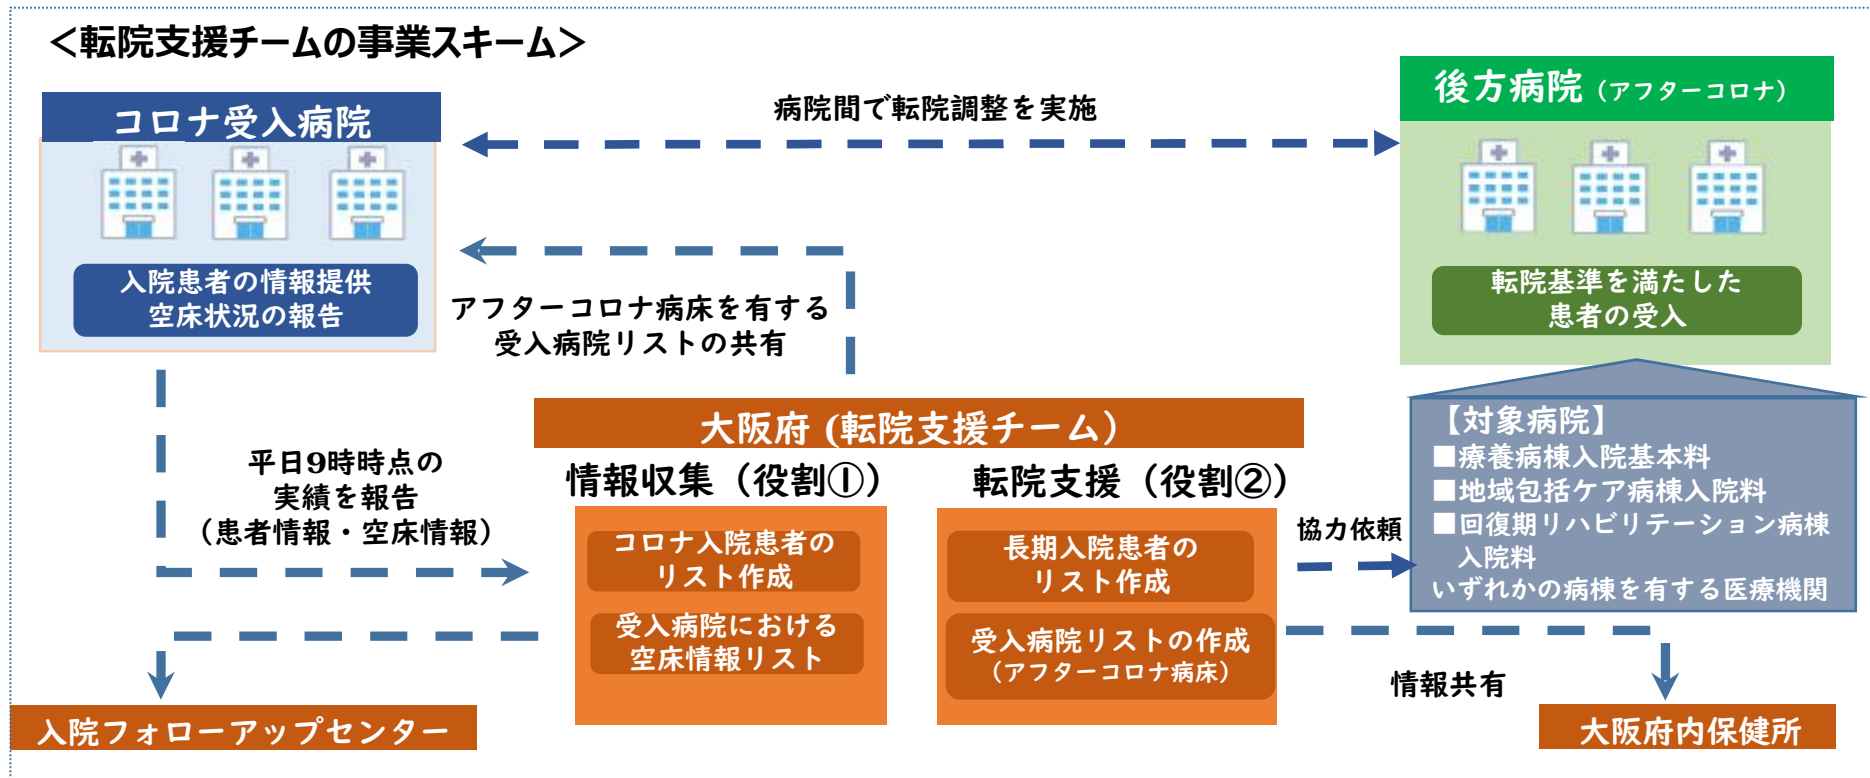 ＜転院支援チームの事業スキーム＞
コロナ受入病院
入院患者の情報提供
空床状況の報告
病院間で転院調整を実施
後方病院（アフターコロナ）
転院基準を満たした
患者の受入
アフターコロナ病床を有する
受入病院リストの共有
平日9時時点の
実績を報告
（患者情報・空床情報）
大阪府 (転院支援チーム）
情報収集（役割①）
コロナ入院患者の
リスト作成
受入病院における
空床情報リスト
転院支援（役割②）
長期入院患者の
リスト作成
受入病院リストの作成
（アフターコロナ病床）
協力依頼
【対象病院】
■療養病棟入院基本料
■地域包括ケア病棟入院料
■回復期リハビリテーション病棟
入院料
いずれかの病棟を有する医療機関
情報共有
入院フォローアップセンター
大阪府内保健所